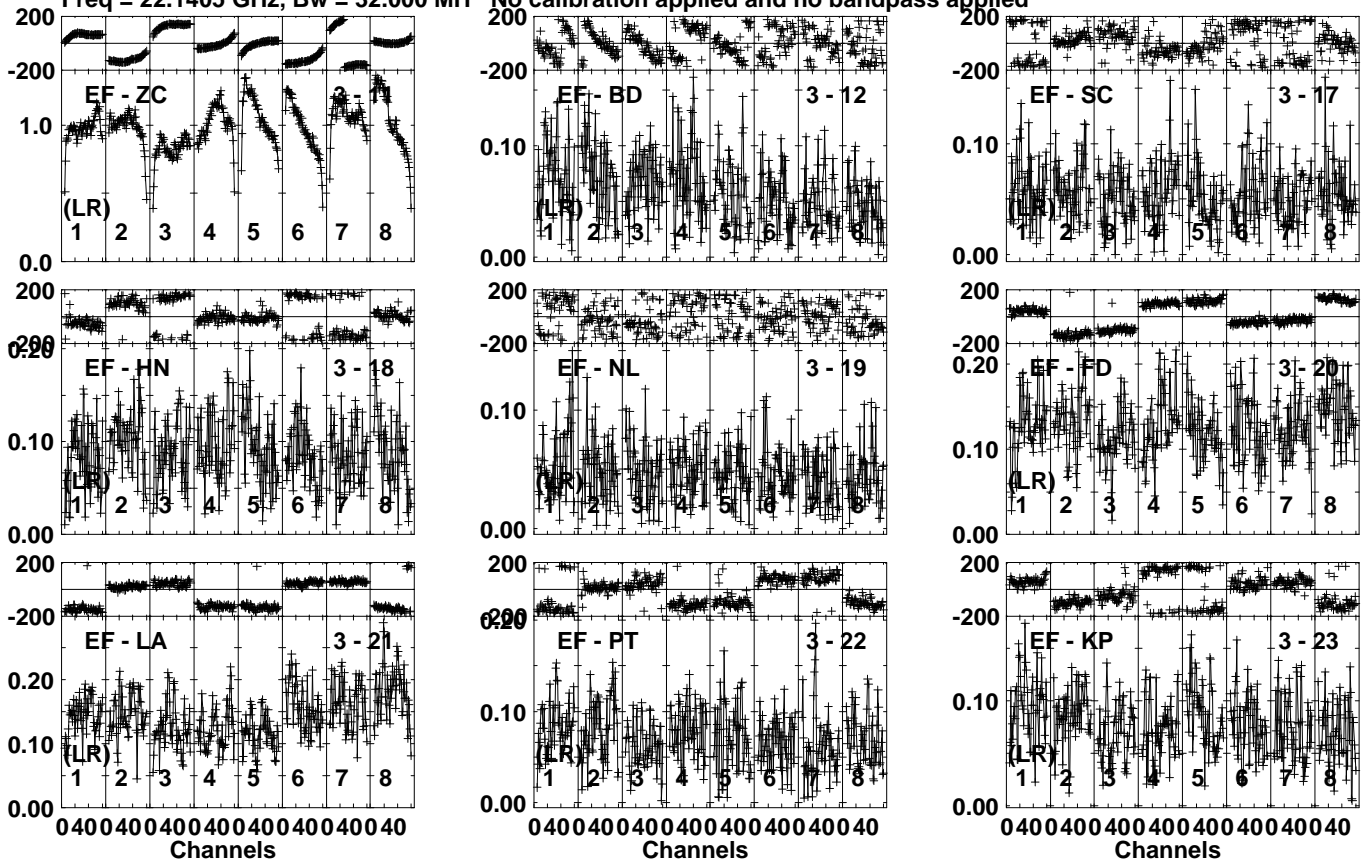 Freq = 22.1405 GHz, Bw = 32.000 MH No calibration applied and no bandpass applied
200
-200
EF - ZC
1.0
0.0
(LR)
1 2 3 4 5 6 7 8
EF - BD 3 - 12
0.10
0.00
(LR)
1 2 3 4 5 6 7 8
200
-200
EF - SC 3 - 17
0.10
0.00
(LR)
1 2 3 4 5 6 7 8
200
-200
0.20
EF - HN 3 - 18
0.10
0.00
(LR)
1 2 3 4 5 6 7 8
200
-200
EF - NL 3 - 19
0.10
0.00
(LR)
1 2 3 4 5 6 7 8
200
-200
EF - FD 3 - 20
0.20
0.10
0.00
(LR)
1 2 3 4 5 6 7 8
200
-200
EF - LA 3 - 21
0.20
0.10
0.00
(LR)
1 2 3 4 5 6 7 8
0 40 0 40 0 40 0 40 0 40 0 40 0 40 0 40
Channels
200
-200
0.20
EF - PT 3 - 22
0.10
0.00
(LR)
1 2 3 4 5 6 7 8
0 40 0 40 0 40 0 40 0 40 0 40 0 40 0 40
Channels
200
-200
EF - KP 3 - 23
0.10
0.00
(LR)
1 2 3 4 5 6 7 8
0 40 0 40 0 40 0 40 0 40 0 40 0 40 0 40
Channels